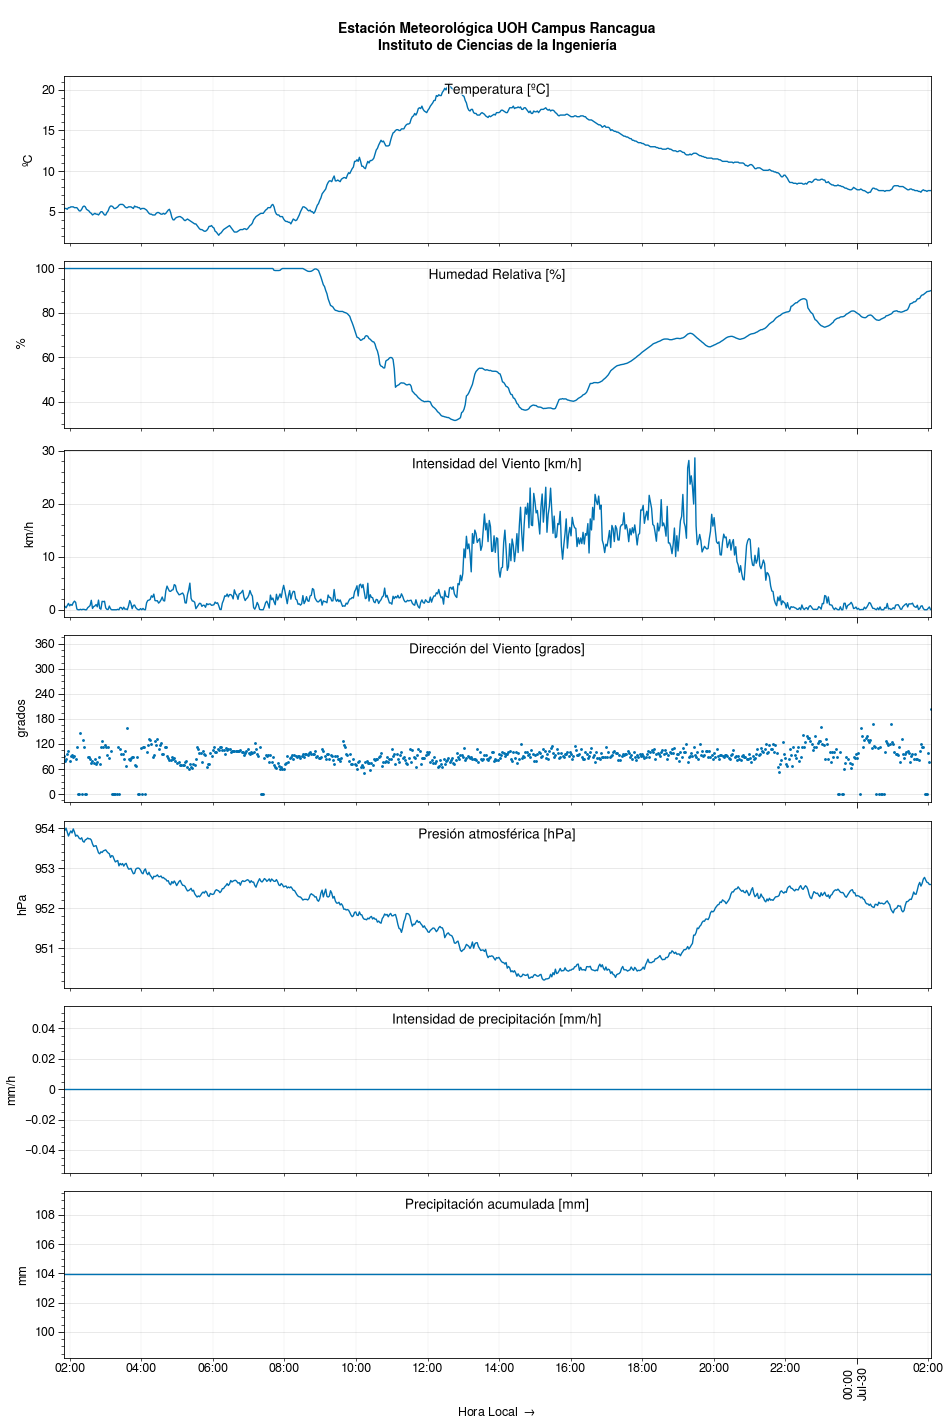 Estación Meteorológica UOH Campus Rancagua
Instituto de Ciencias de la Ingeniería
Temperatura [ºC]
ºC
20
15
10
5
Humedad Relativa [%]
%
100
80
60
40
Intensidad del Viento [km/h]
km/h
30
20
10
0
Dirección del Viento [grados]
grados
360
300
240
180
120
60
0
Presión atmosférica [hPa]
hPa
954
953
952
951
Intensidad de precipitación [mm/h]
mm/h
0.04
0.02
0
−0.02
−0.04
Precipitación acumulada [mm]
mm
108
106
104
102
100
02:00 04:00 06:00 08:00 10:00 12:00 14:00 16:00 18:00 20:00 22:00 00:00 02:00
Jul-30
Hora Local →